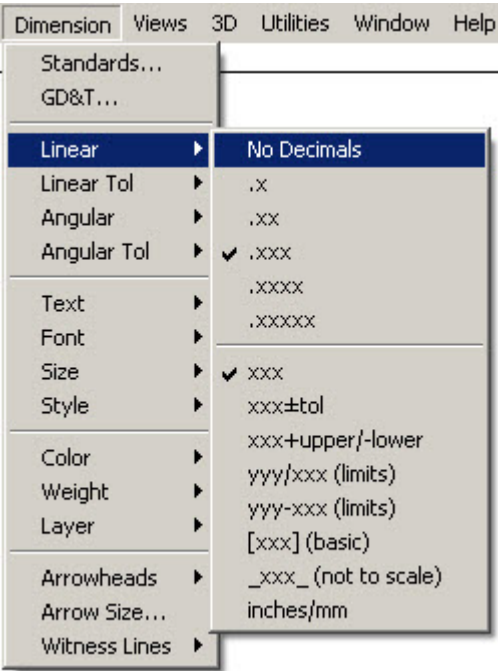 Dimension Views 3D Utilities Window Help
Standards...
GD&T...
Linear
Linear Tol
Angular
Angular Tol
Text
Font
Size
Style
Color
Weight
Layer
Arrowheads
Arrow Size...
Witness Lines
No Decimals
.x
.xx
.xxx
.xxxx
.xxxxx
xxx
xxx±tol
xxx+upper/-lower
yyy/xxx (limits)
yyy-xxx (limits)
[xxx] (basic)
_xxx_ (not to scale)
inches/mm